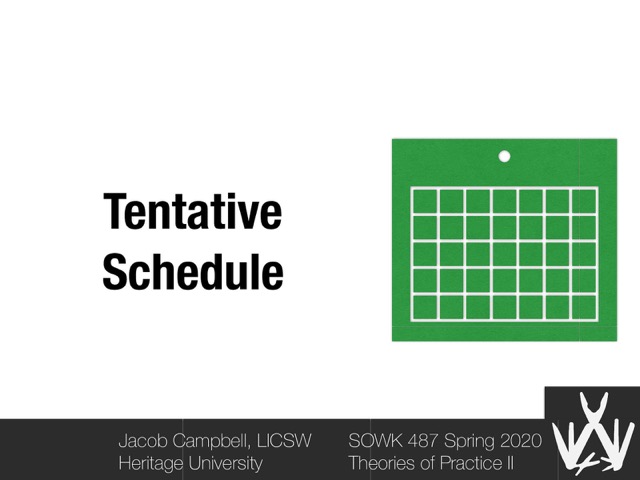 Tentative
Schedule
Jacob Campbell, LICSW
Heritage University
SOWK 487 Spring 2020
Theories of Practice II